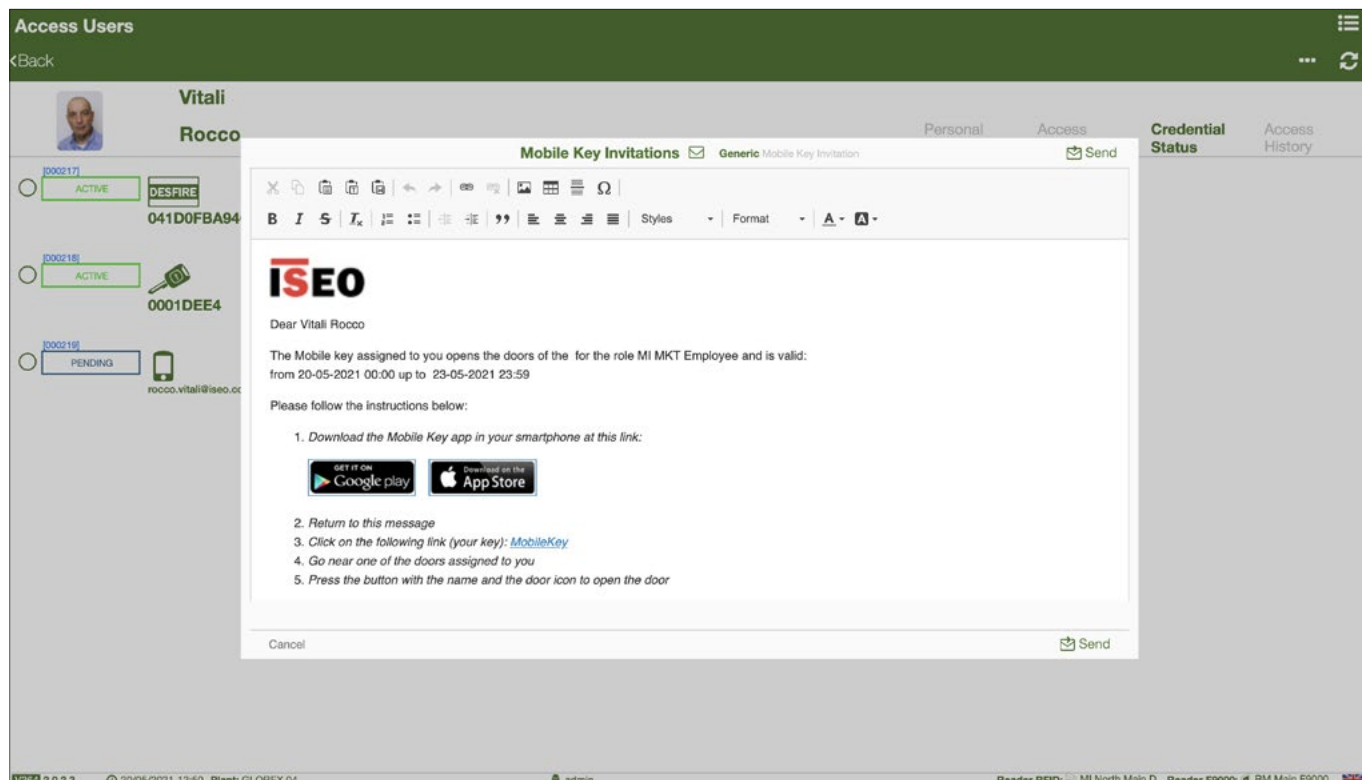 Access Users
Back
Vitali
Rocco
Personal
Access
Credential
Status
Access
History
Mobile Key Invitations Generic Mobile Key Invitation Send
[000217]
ACTIVE
DESFIRE
041D0FBA94
[000218]
ACTIVE
0001DEE4
[000219]
PENDING
rocco.vitali@iseo.co
B I S Ix Styles Format A A
ISEO
Dear Vitali Rocco
The Mobile key assigned to you opens the doors of the for the role MI MKT Employee and is valid:
from 20-05-2021 00:00 up to 23-05-2021 23:59
Please follow the instructions below:
1. Download the Mobile Key app in your smartphone at this link:
GET IT ON
Google play
Download on the
App Store
2. Return to this message
3. Click on the following link (your key): MobileKey
4. Go near one of the doors assigned to you
5. Press the button with the name and the door icon to open the door
Cancel Send
admin